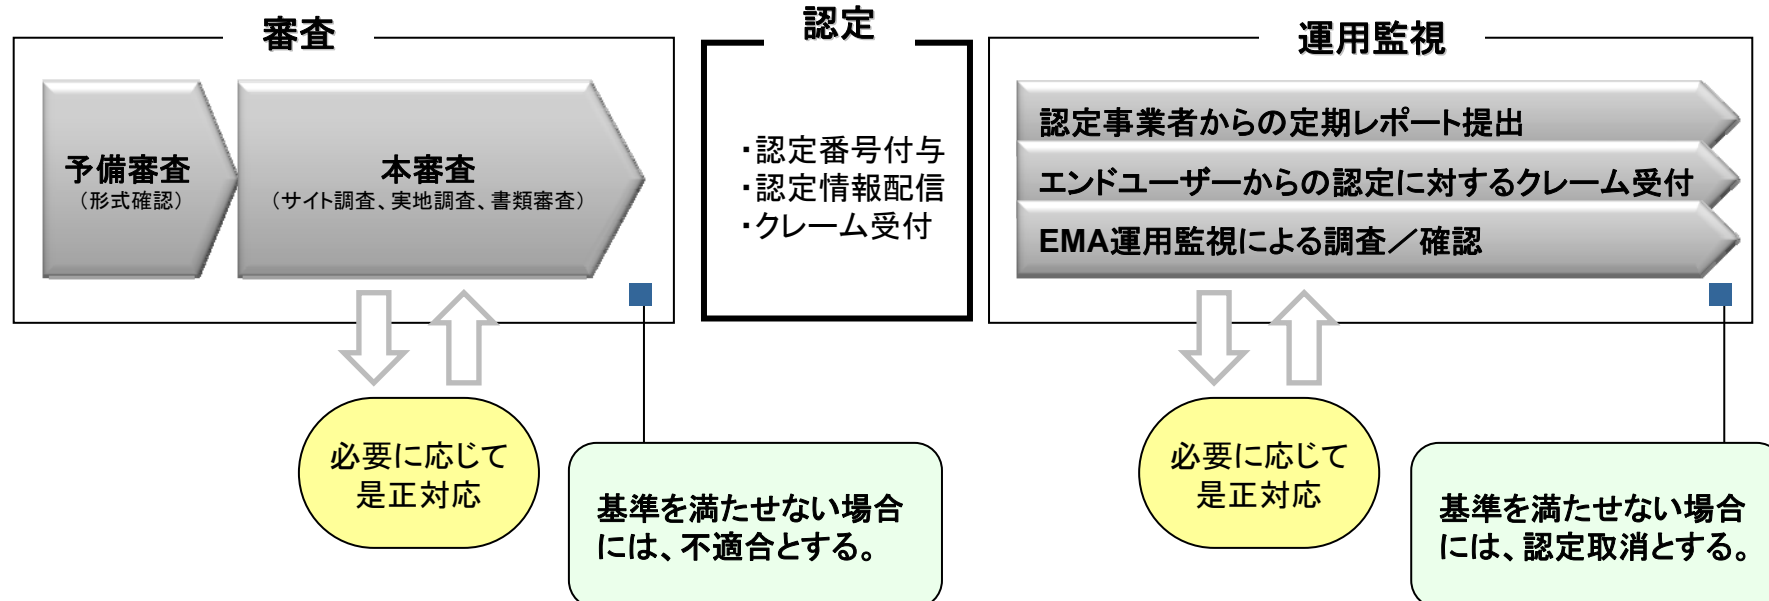 審査
予備審査
（形式確認）
本審査
（サイト調査、実地調査、書類審査）
必要に応じて
是正対応
基準を満たせない場合
には、不適合とする。
認定
・認定番号付与
・認定情報配信
・クレーム受付
運用監視
認定事業者からの定期レポート提出
エンドユーザーからの認定に対するクレーム受付
EMA運用監視による調査／確認
必要に応じて
是正対応
基準を満たせない場合
には、認定取消とする。